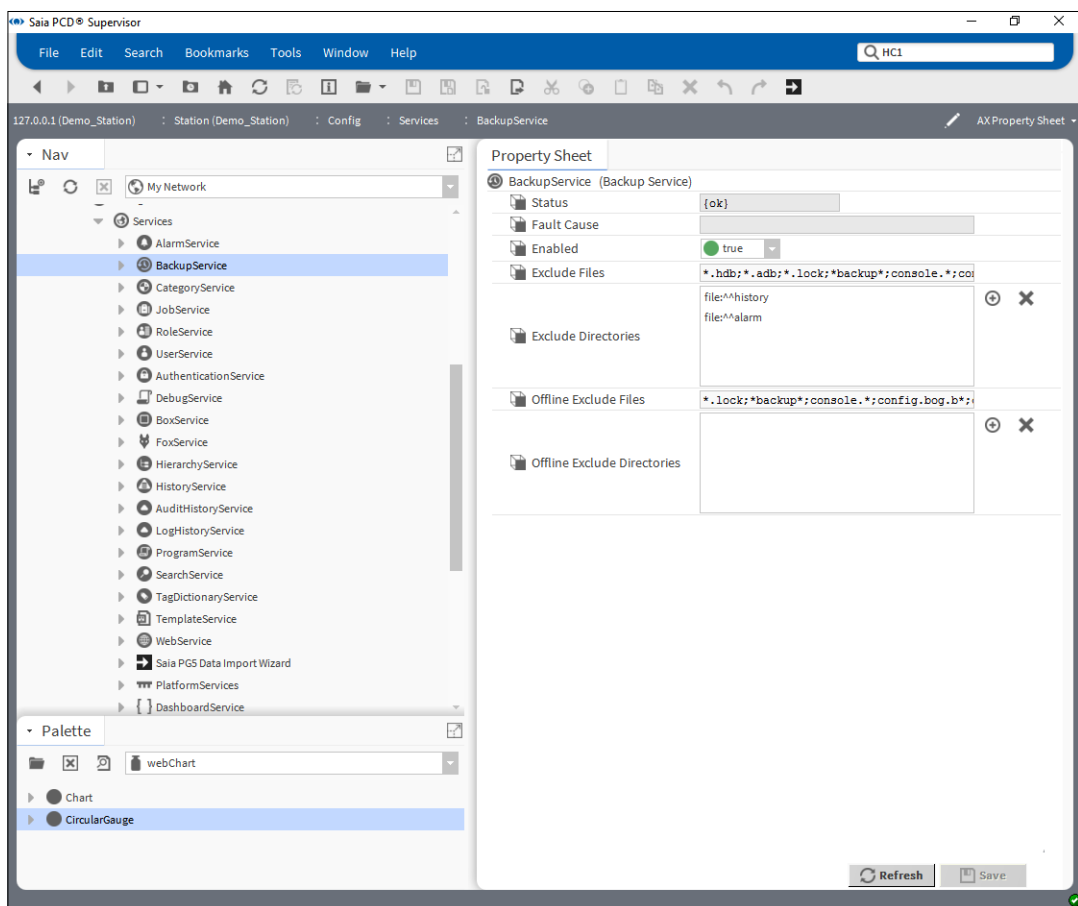 Saia PCD® Supervisor
File Edit Search Bookmarks Tools Window Help
HC1
127.0.0.1 (Demo_Station) : Station (Demo_Station) : Config : Services : BackupService
AX Property Sheet
Nav
My Network
Services
AlarmService
BackupService
CategoryService
JobService
RoleService
UserService
AuthenticationService
DebugService
BoxService
FoxService
HierarchyService
HistoryService
AuditHistoryService
LogHistoryService
ProgramService
SearchService
TagDictionaryService
TemplateService
WebService
Saia PG5 Data Import Wizard
PlatformServices
DashboardService
Palette
webChart
Chart
CircularGauge
Property Sheet
BackupService (Backup Service)
Status {ok}
Fault Cause
Enabled true
Exclude Files *.hdb;*.adb;*.lock;*backup*;console.*;co
Exclude Directories
file:^^history
file:^^alarm
Offline Exclude Files *.lock;*backup*;console.*;config.bog.b*;
Offline Exclude Directories
Refresh Save